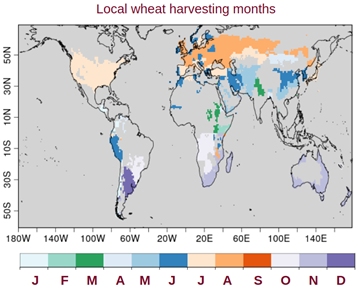 Local wheat harvesting months
50N
30N
10N
10S
30S
50S
180W 140W 100W 60W 20W 20E 60E 100E 140E
J F M A M J J A S O N D